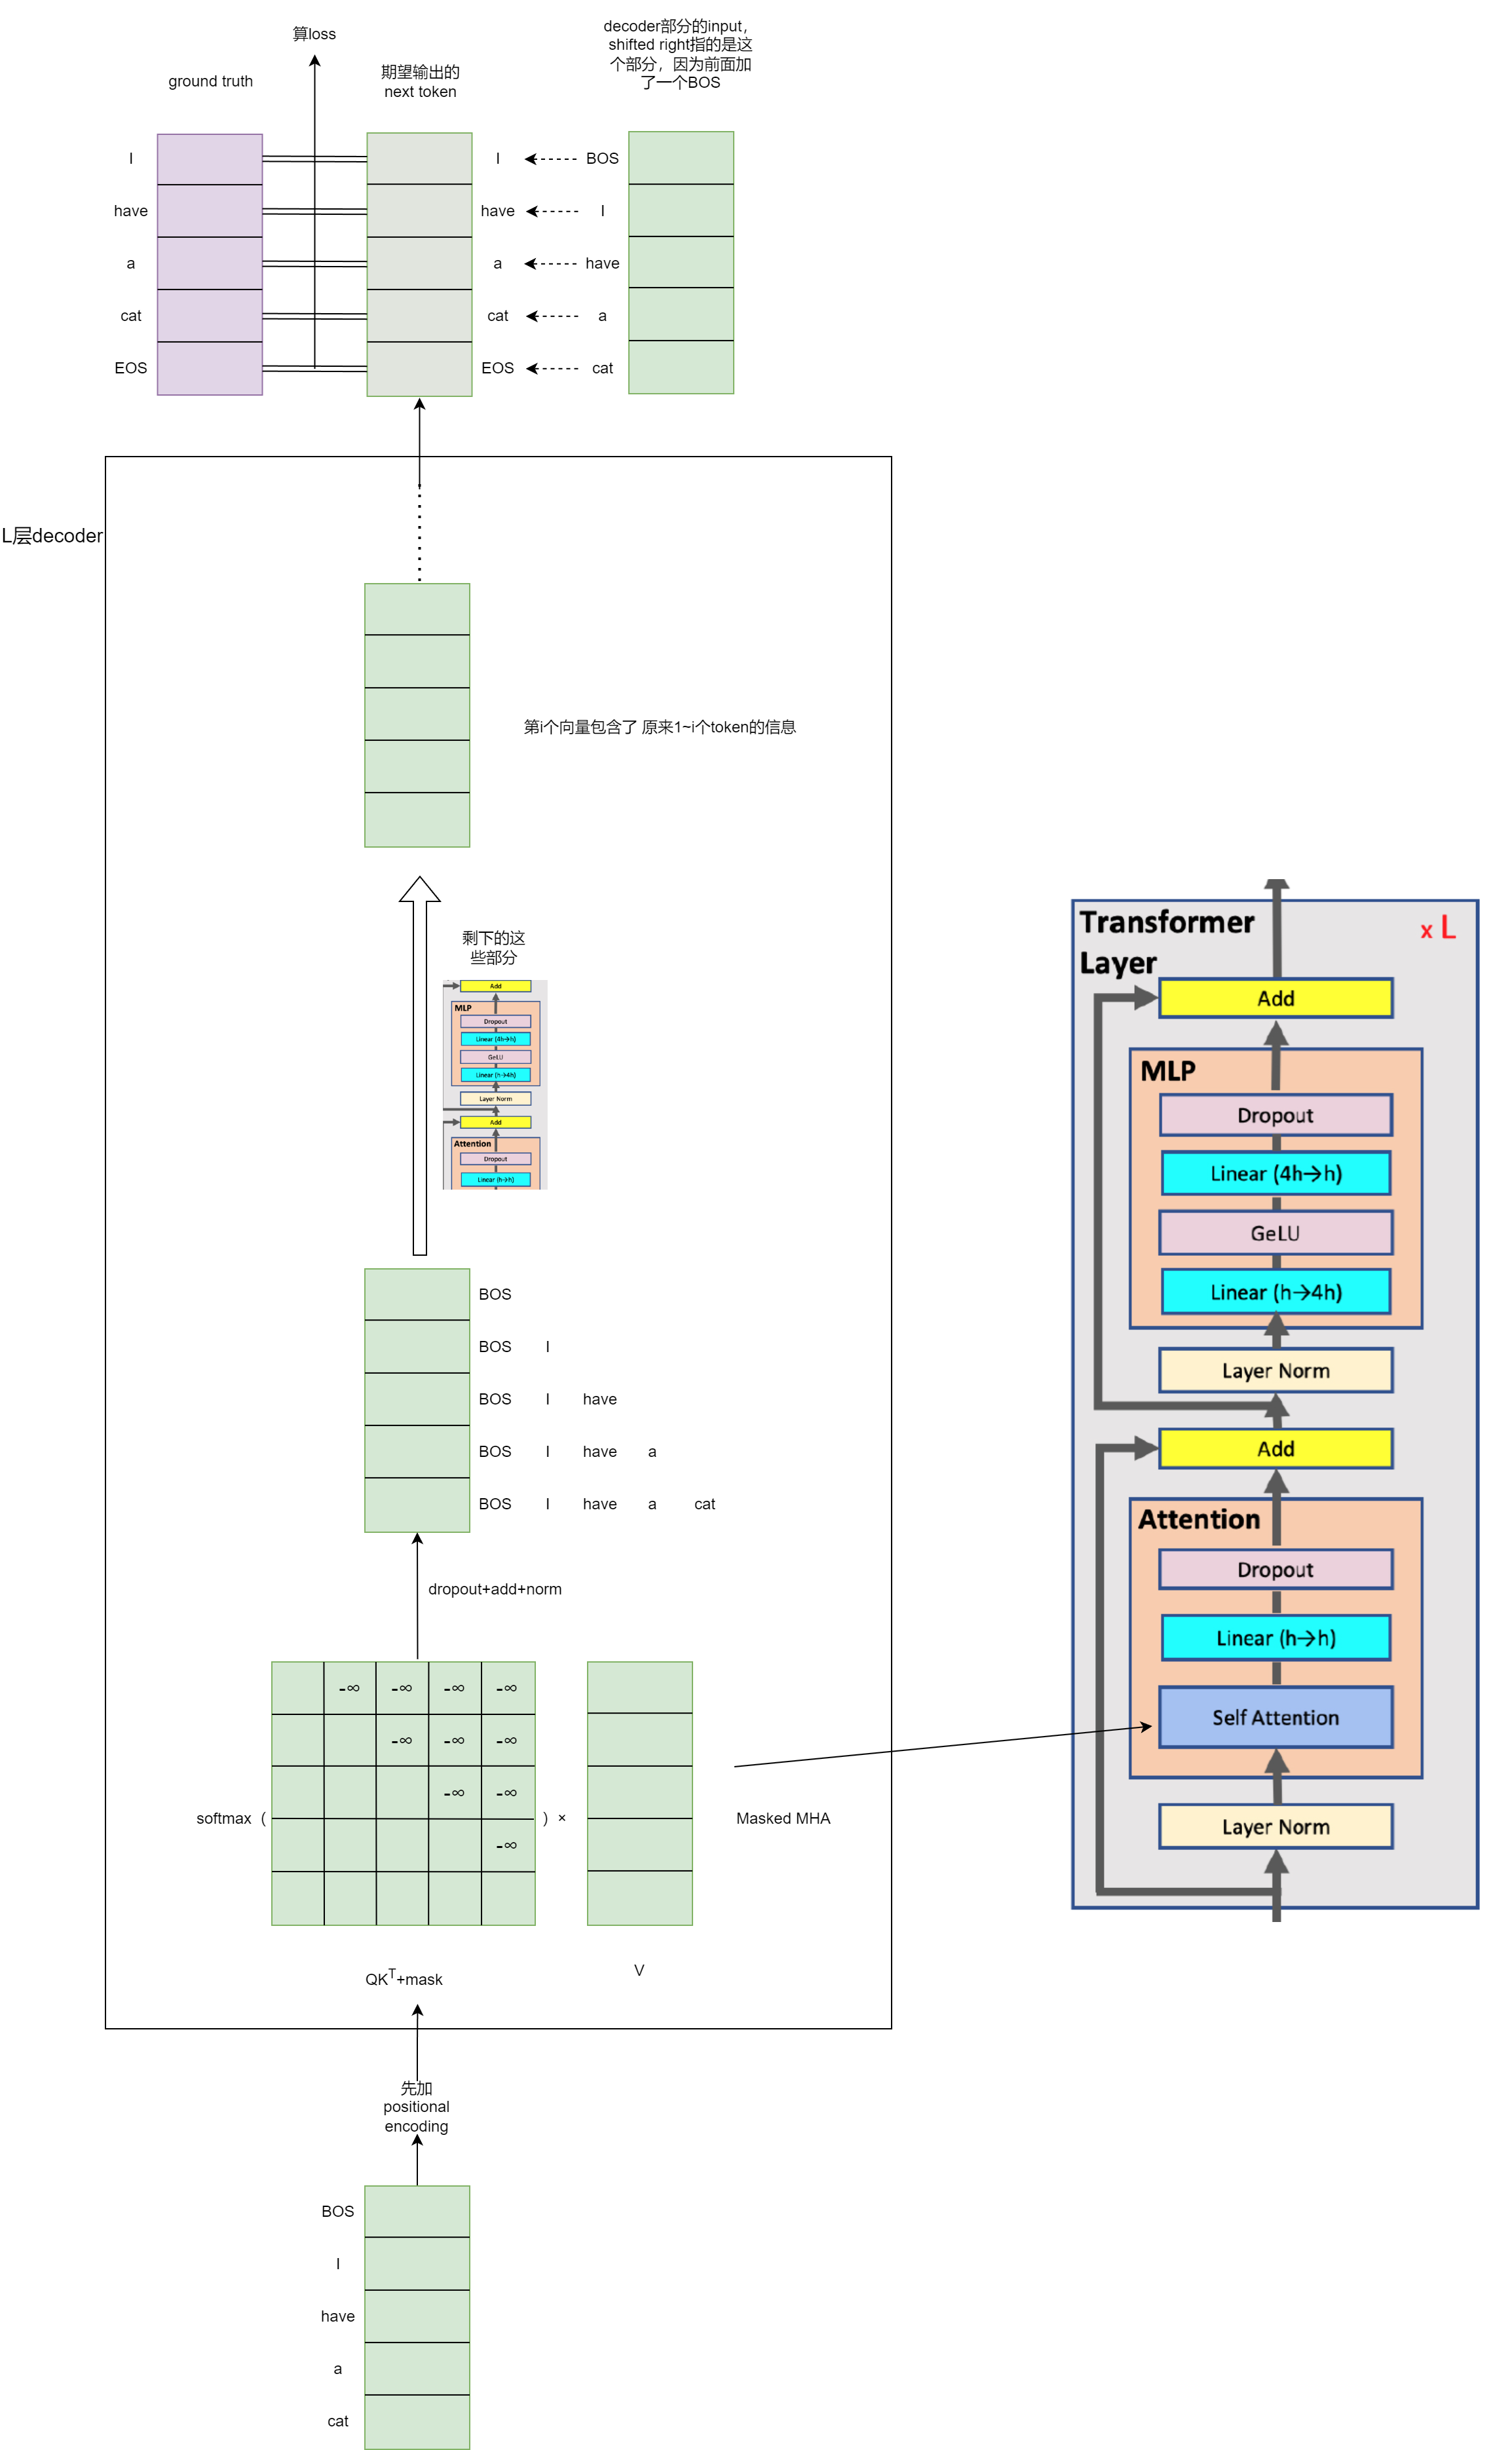 算loss
ground truth
期望输出的
next token
decoder部分的input，
shifted right指的是这
个部分，因为前面加
了一个BOS
I
I
BOS
have
have
I
a
a
have
cat
cat
a
EOS
EOS
cat
L层decoder
第i个向量包含了 原来1~i个token的信息
剩下的这
些部分
Add
MLP
Dropout
Linear (4h→h)
GeLU
Linear (h→4h)
Layer Norm
Add
Attention
Dropout
Linear (h→h)
BOS
BOS I
BOS I have
BOS I have a
BOS I have a cat
dropout+add+norm
-∞ -∞ -∞ -∞
-∞ -∞ -∞
-∞ -∞
softmax ( ) ×
-∞
Masked MHA
QK^T+mask
V
先加
positional
encoding
BOS
I
have
a
cat
Transformer
Layer
x L
Add
MLP
Dropout
Linear (4h→h)
GeLU
Linear (h→4h)
Layer Norm
Add
Attention
Dropout
Linear (h→h)
Self Attention
Layer Norm